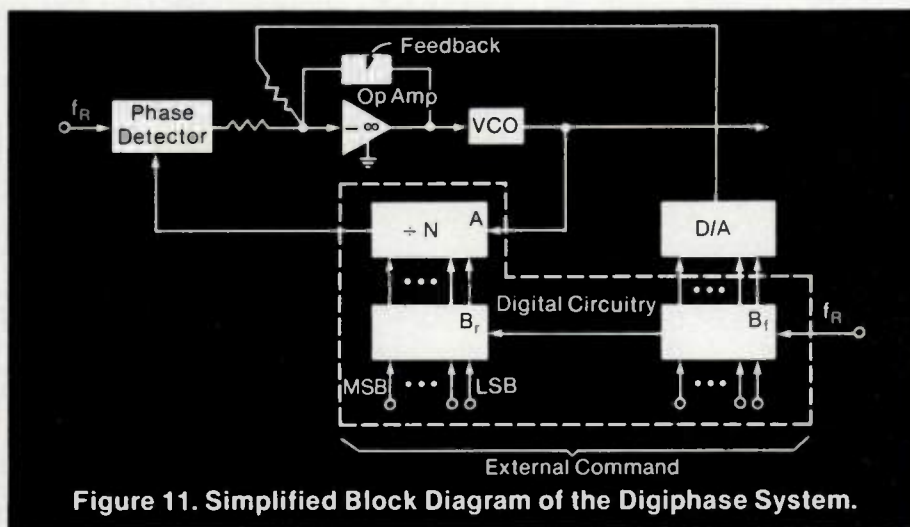 Feedback
Op Amp
f_R
Phase
Detector
– ∞
VCO
÷ N
A
D/A
•••
•••
Digital Circuitry
B_r
B_f
f_R
MSB
•••
LSB
•••
External Command
Figure 11. Simplified Block Diagram of the Digiphase System.